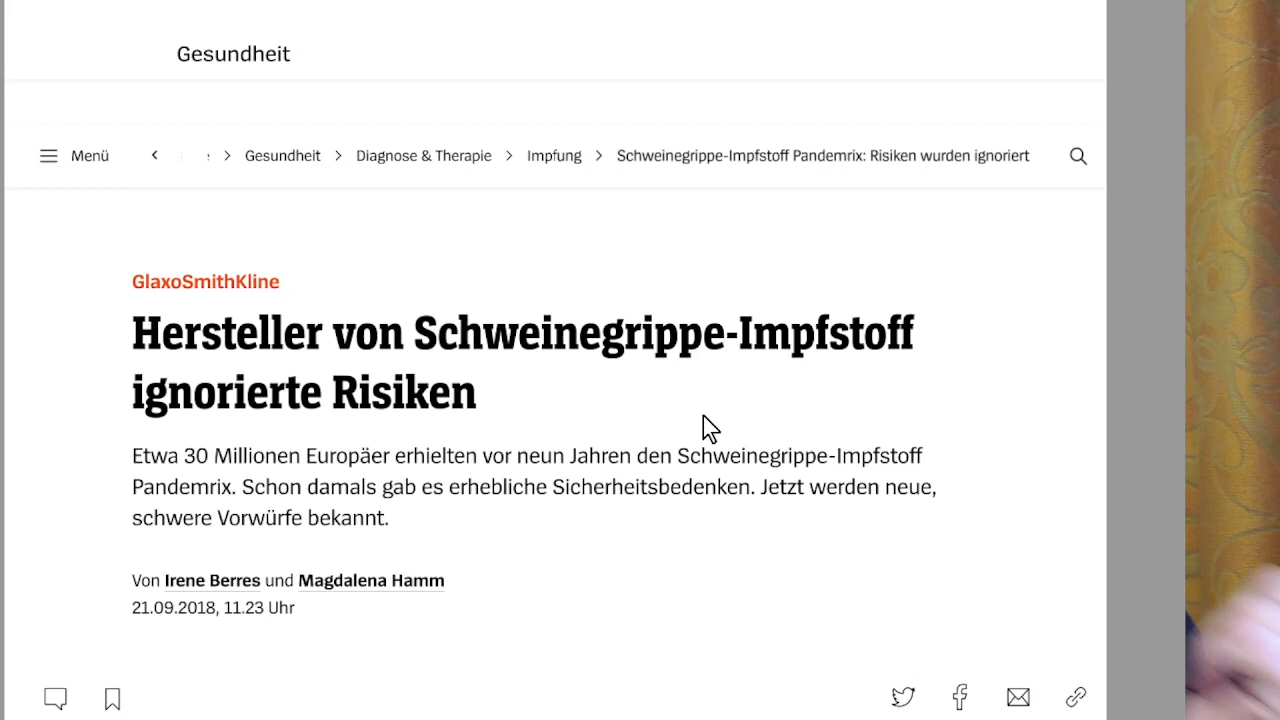 Gesundheit
Menü
Gesundheit
Diagnose & Therapie
Impfung
Schweinegrippe-Impfstoff Pandemrix: Risiken wurden ignoriert
GlaxoSmithKline
Hersteller von Schweinegrippe-Impfstoff
ignorierte Risiken
Etwa 30 Millionen Europäer erhielten vor neun Jahren den Schweinegrippe-Impfstoff
Pandemrix. Schon damals gab es erhebliche Sicherheitsbedenken. Jetzt werden neue,
schwere Vorwürfe bekannt.
Von Irene Berres und Magdalena Hamm
21.09.2018, 11.23 Uhr